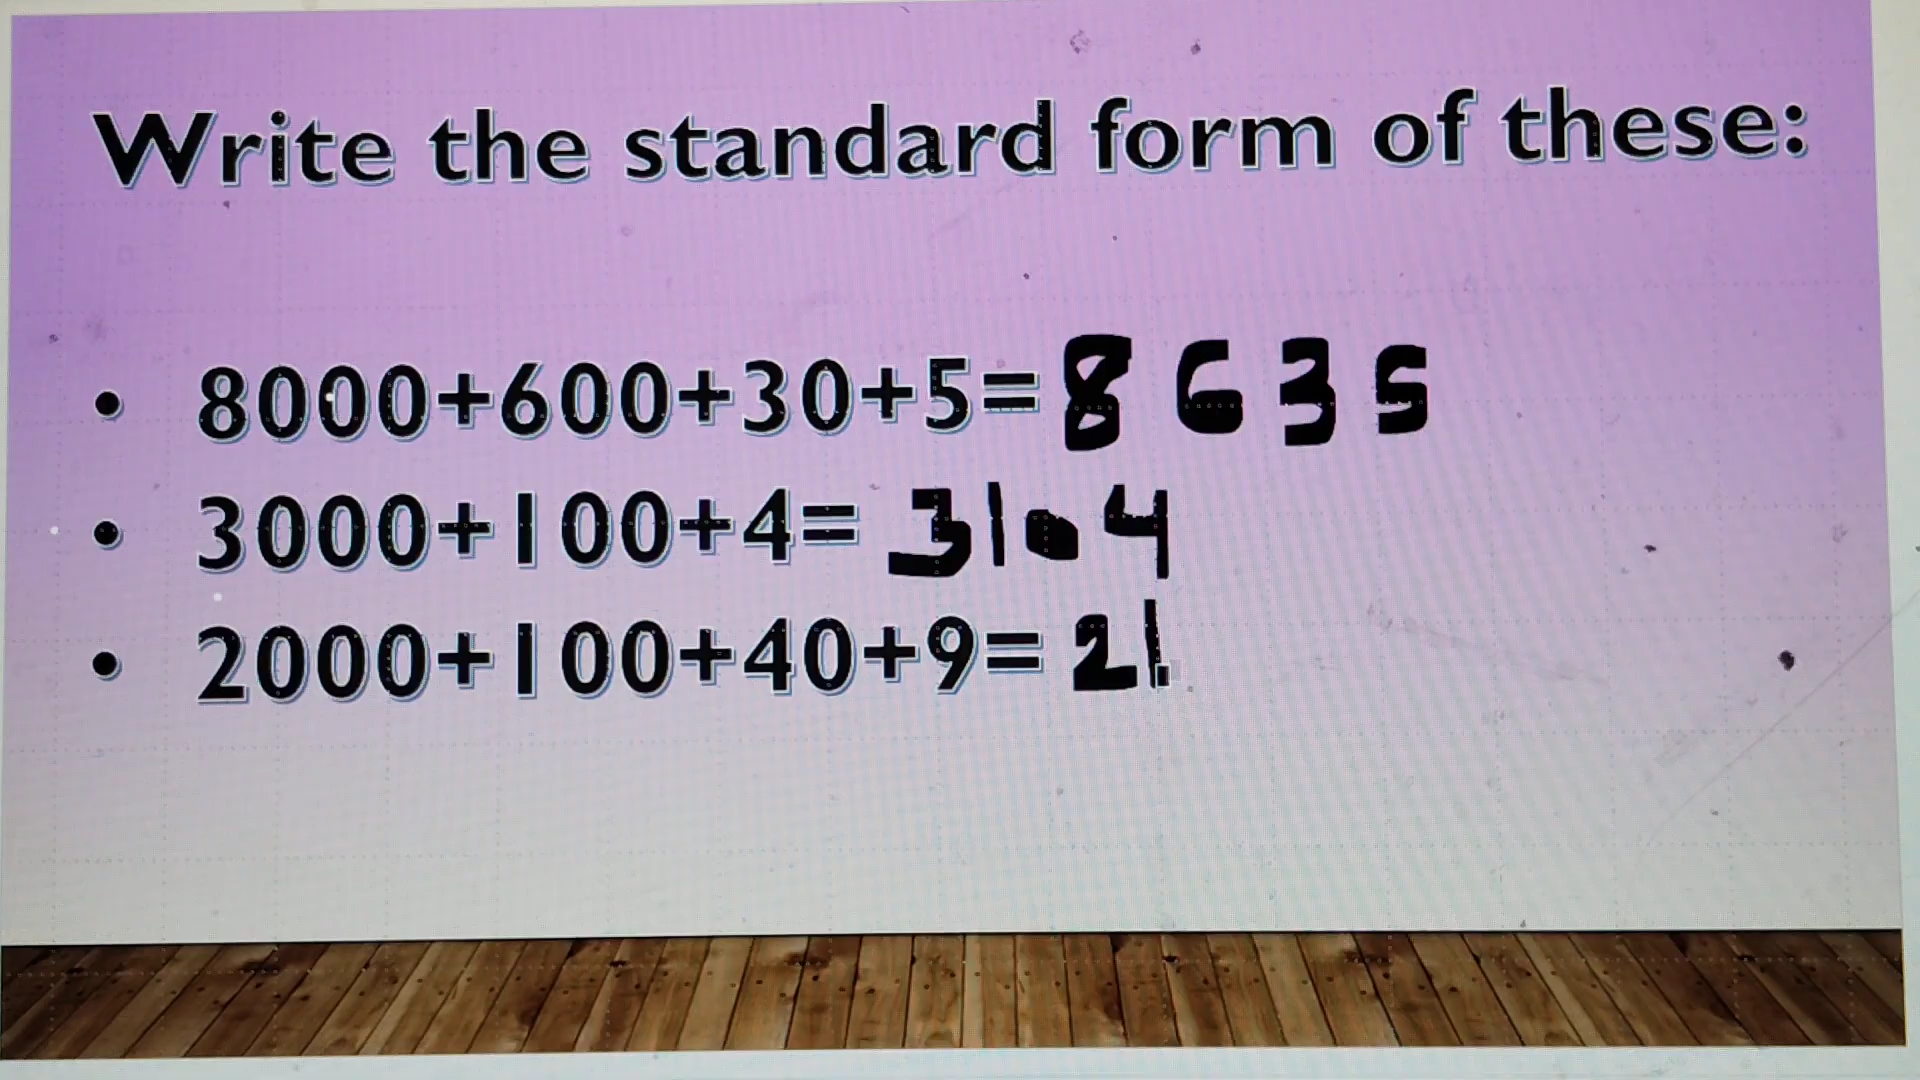 Write the standard form of these:
• 8000+600+30+5= 8635
• 3000+100+4= 3104
• 2000+100+40+9= 21